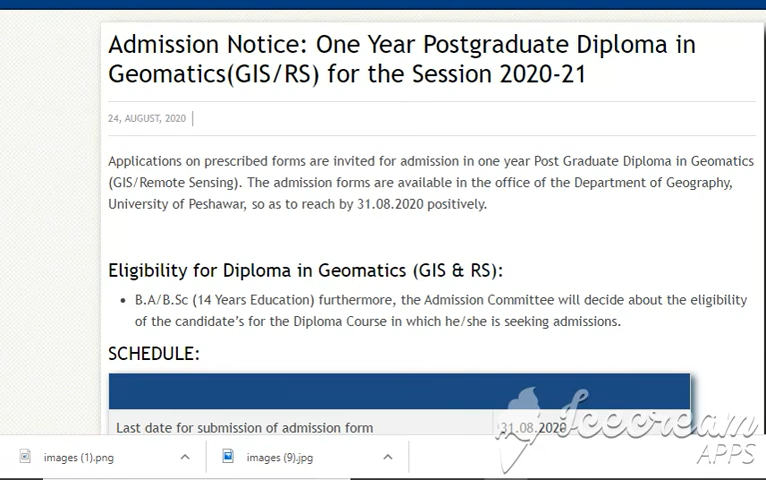 Admission Notice: One Year Postgraduate Diploma in
Geomatics(GIS/RS) for the Session 2020-21
24, AUGUST, 2020
Applications on prescribed forms are invited for admission in one year Post Graduate Diploma in Geomatics
(GIS/Remote Sensing). The admission forms are available in the office of the Department of Geography,
University of Peshawar, so as to reach by 31.08.2020 positively.
Eligibility for Diploma in Geomatics (GIS & RS):
• B.A/B.Sc (14 Years Education) furthermore, the Admission Committee will decide about the eligibility
of the candidate's for the Diploma Course in which he/she is seeking admissions.
SCHEDULE:
Last date for submission of admission form 31.08.2020
Icecream
APPS
images (1).png images (9).jpg